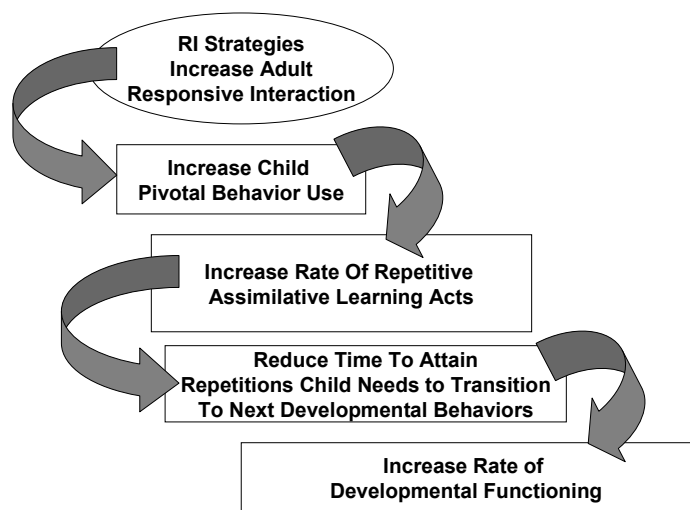 RI Strategies
Increase Adult
Responsive Interaction
Increase Child
Pivotal Behavior Use
Increase Rate Of Repetitive
Assimilative Learning Acts
Reduce Time To Attain
Repetitions Child Needs to Transition
To Next Developmental Behaviors
Increase Rate of
Developmental Functioning